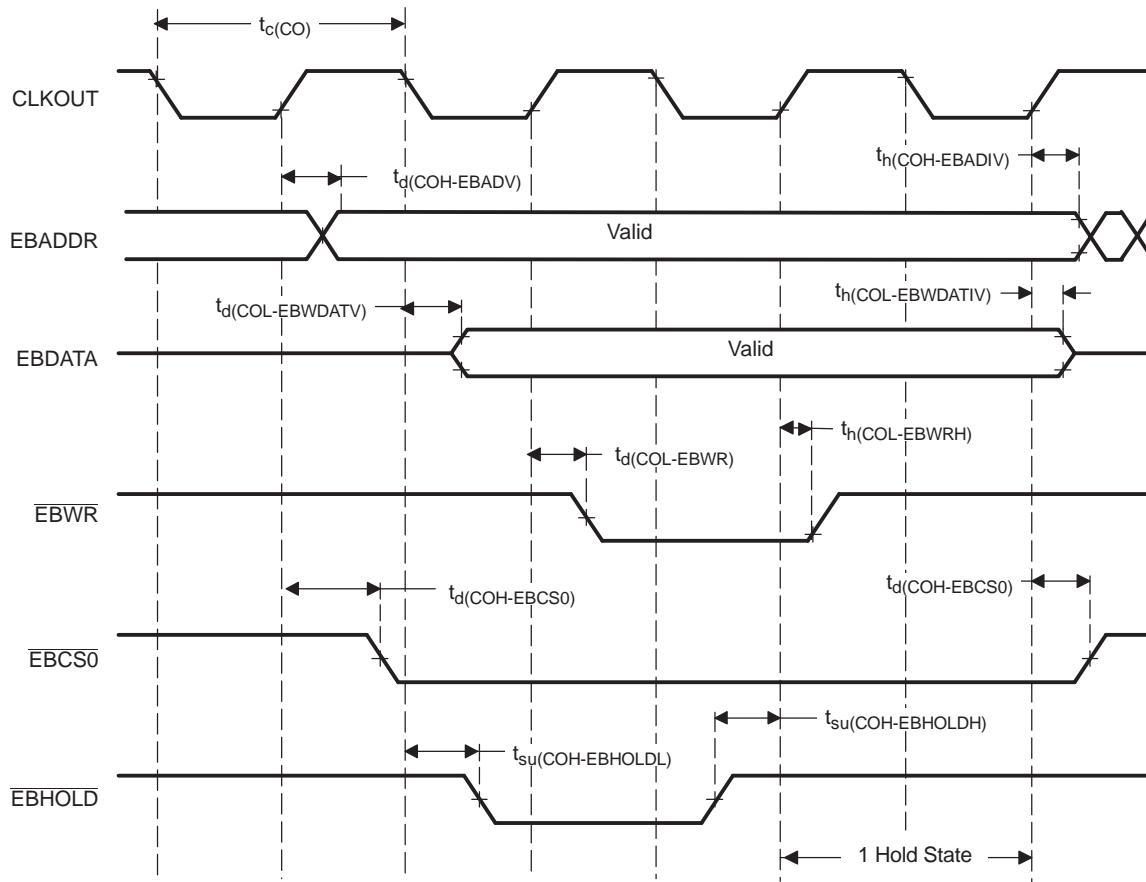 tc(CO)
CLKOUT
th(COH-EBADIV)
td(COH-EBADV)
EBADDR
Valid
td(COL-EBWDATV)
th(COL-EBWDATIV)
EBDATA
Valid
th(COL-EBWRH)
td(COL-EBWR)
EBWR
td(COH-EBCS0)
td(COH-EBCS0)
EBCS0
tsu(COH-EBHOLDH)
tsu(COH-EBHOLDL)
EBHOLD
1 Hold State